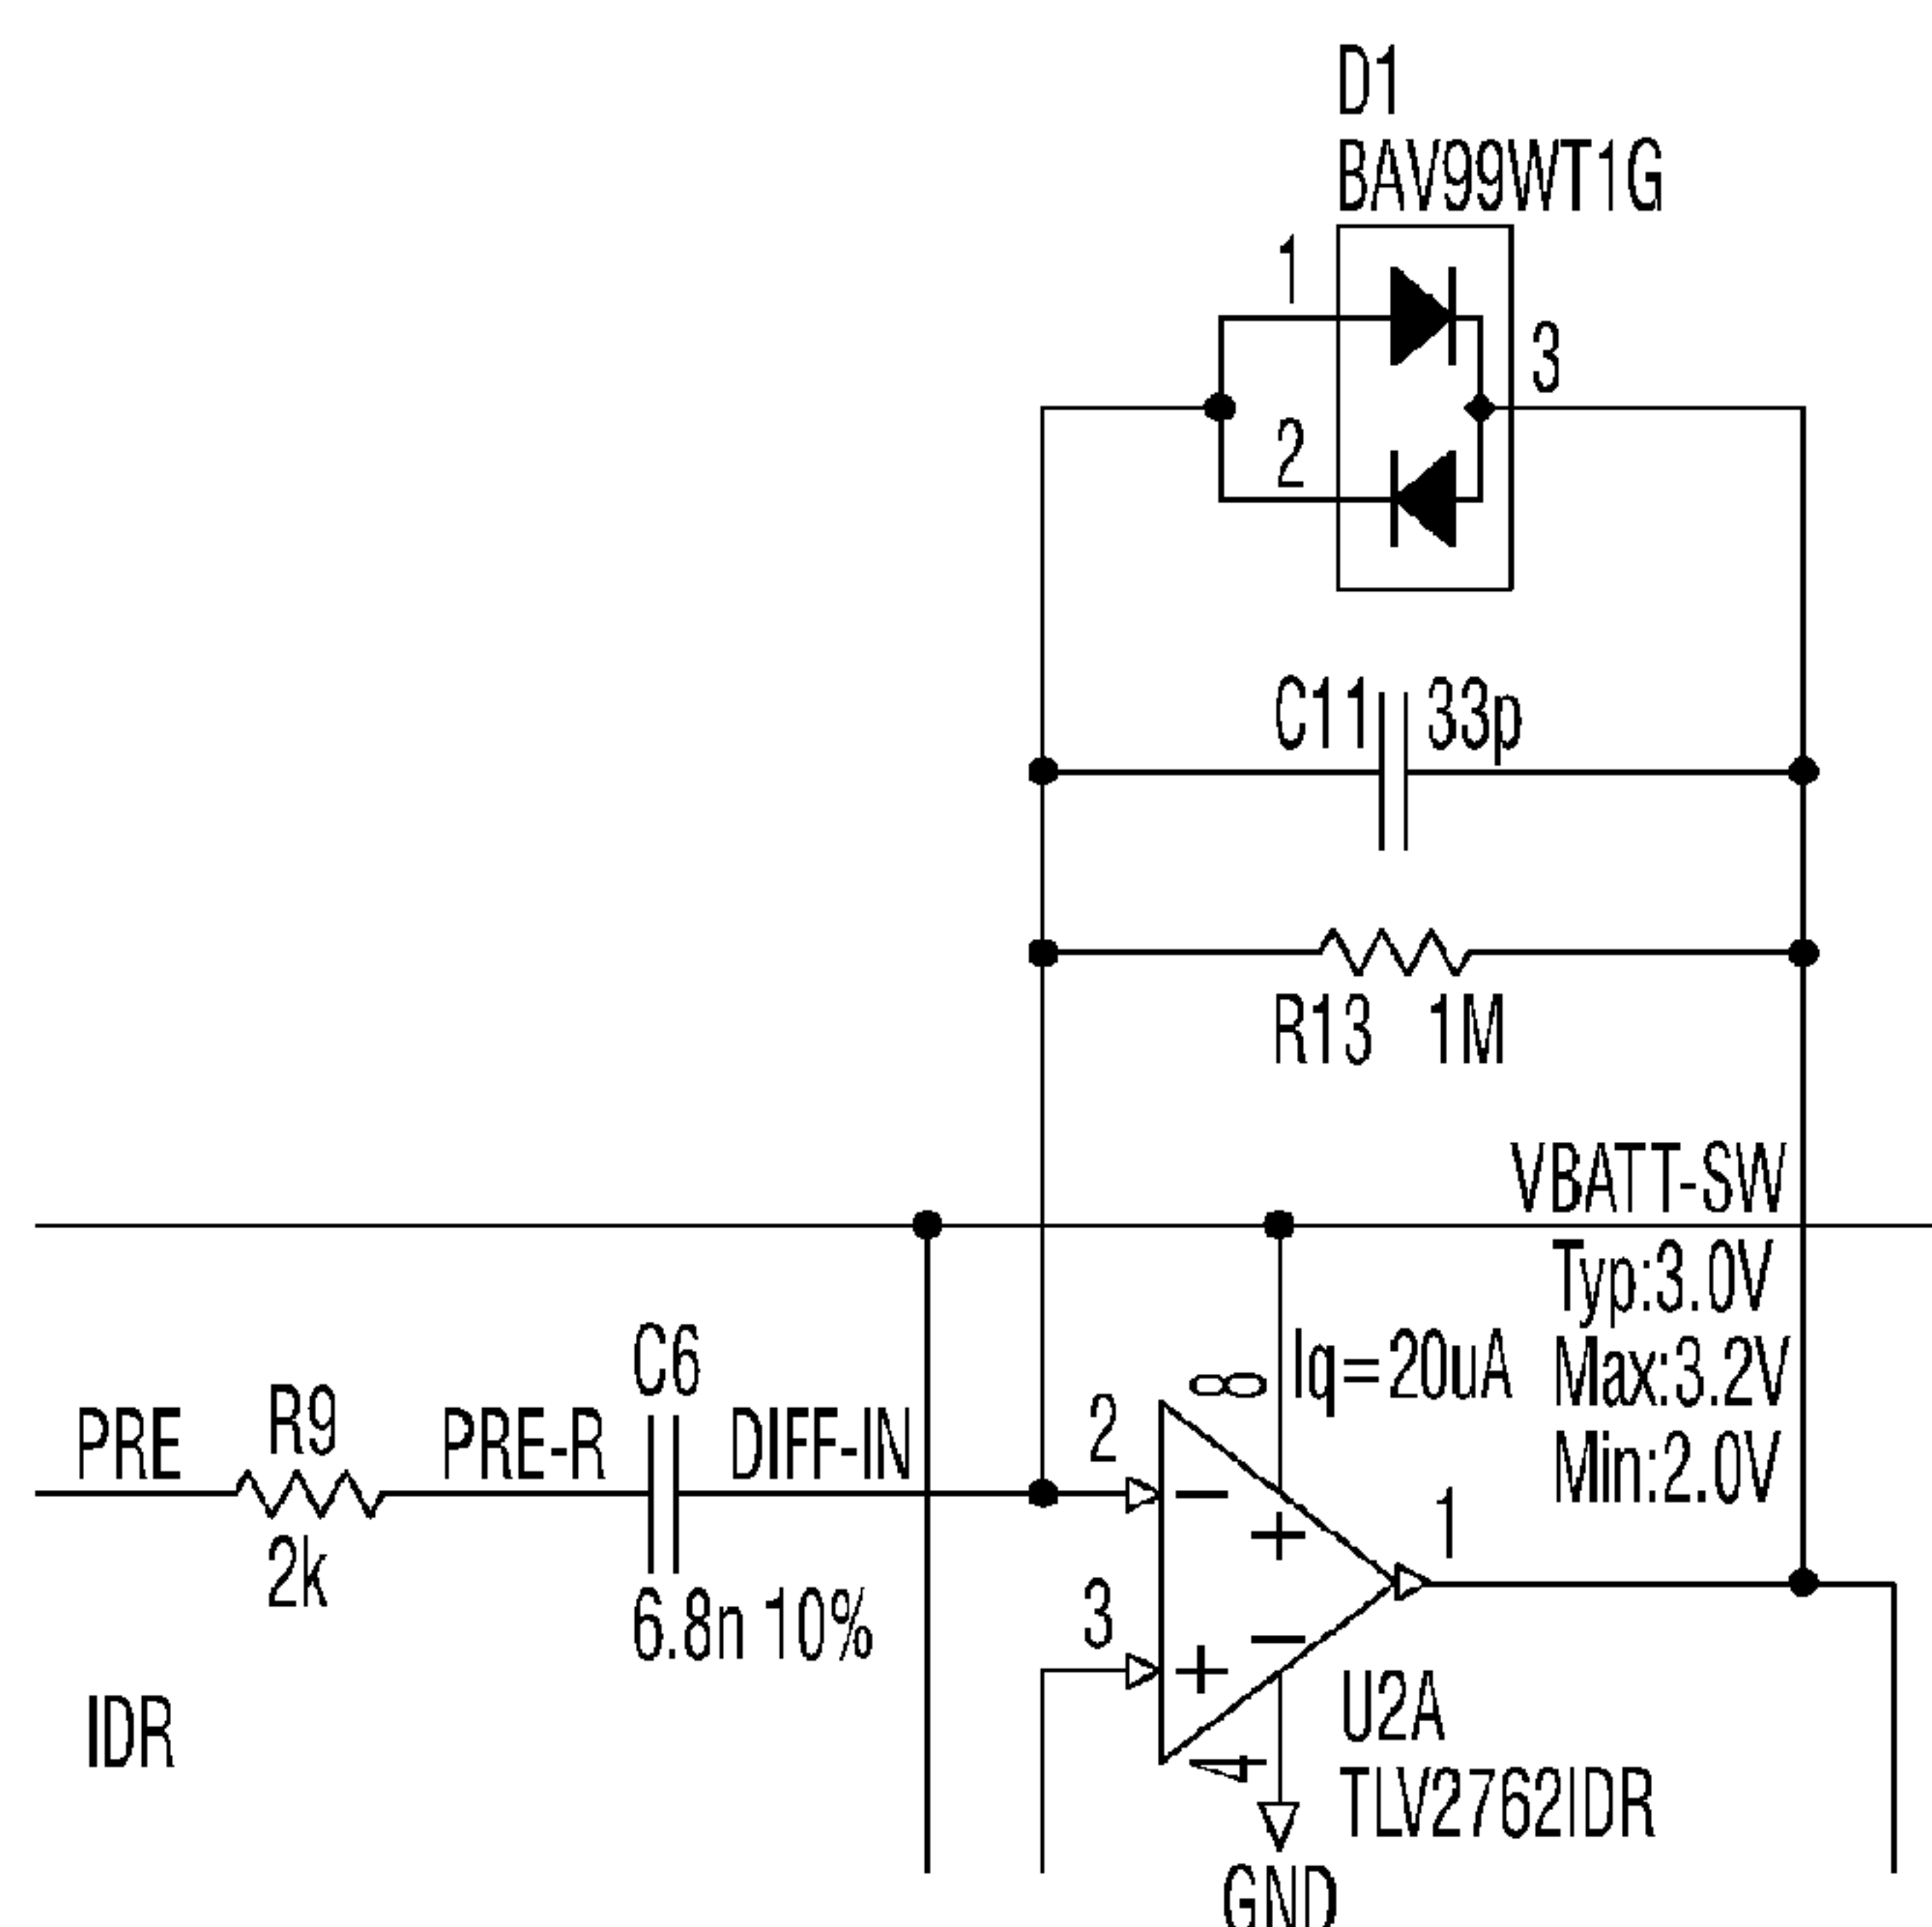 D1
BAV99WT1G
1
3
2
C11 33p
R13 1M
VBATT-SW
Typ:3.0V
Max:3.2V
Min:2.0V
C6
8
Iq=20uA
PRE
R9
PRE-R
DIFF-IN
2
1
2k
6.8n 10%
3
IDR
4
U2A
TLV2762IDR
GND